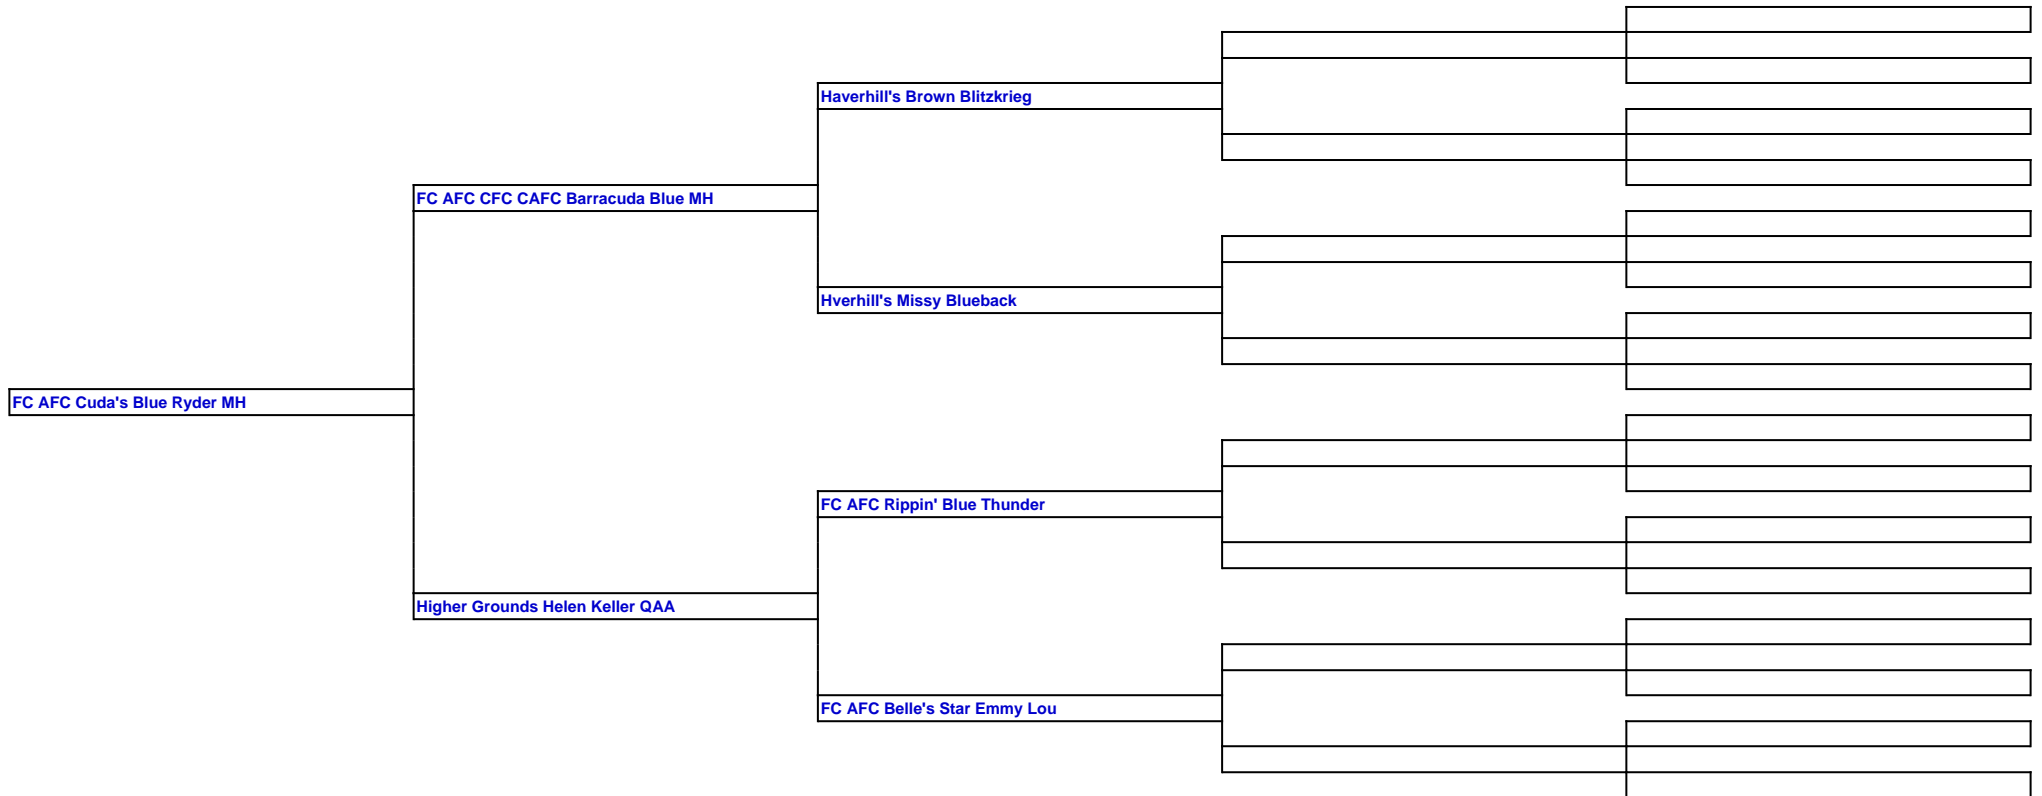 Haverhill's Brown Blitzkrieg
FC AFC CFC CAFC Barracuda Blue MH
Hverhill's Missy Blueback
FC AFC Cuda's Blue Ryder MH
FC AFC Rippin' Blue Thunder
Higher Grounds Helen Keller QAA
FC AFC Belle's Star Emmy Lou